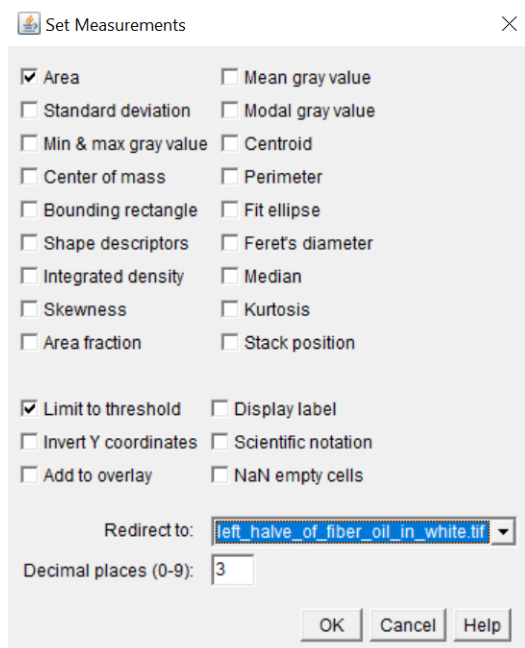 Set Measurements
Area Mean gray value
Standard deviation Modal gray value
Min & max gray value Centroid
Center of mass Perimeter
Bounding rectangle Fit ellipse
Shape descriptors Feret's diameter
Integrated density Median
Skewness Kurtosis
Area fraction Stack position
Limit to threshold Display label
Invert Y coordinates Scientific notation
Add to overlay NaN empty cells
Redirect to: left_halve_of_fiber_oil_in_white.tif
Decimal places (0-9): 3
OK Cancel Help